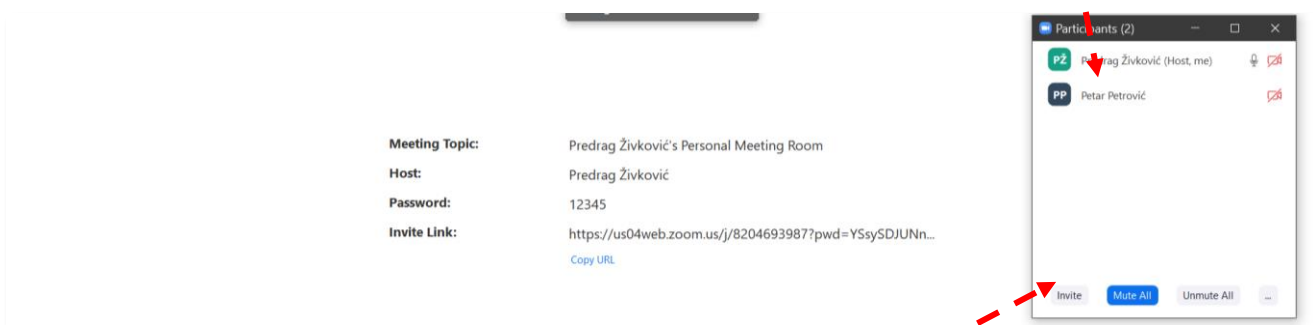 Participants (2)
PŽ Predrag Živković (Host, me)
PP Petar Petrović
Meeting Topic: Predrag Živković's Personal Meeting Room
Host: Predrag Živković
Password: 12345
Invite Link: https://us04web.zoom.us/j/8204693987?pwd=YSsySDJUNn...
Copy URL
Invite Mute All Unmute All ...